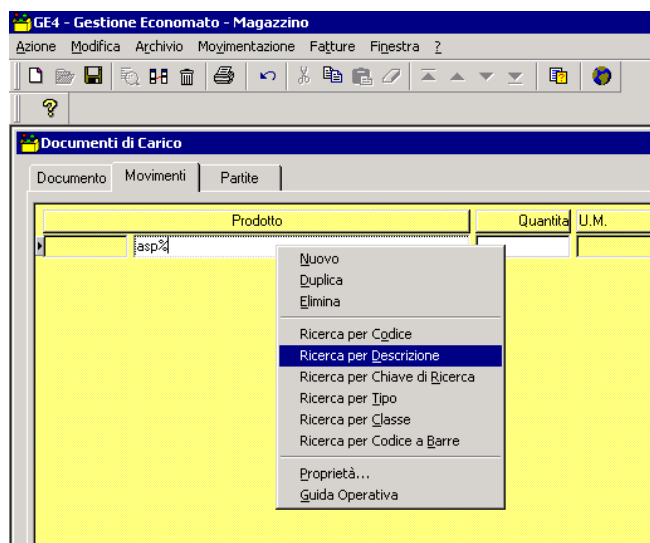 GE4 - Gestione Economato - Magazzino
Azione Modifica Archivio Movimentazione Fatture Finestra ?
Documenti di Carico
Documento Movimenti Partite
Prodotto Quantita U.M.
asp%
Nuovo
Duplica
Elimina
Ricerca per Codice
Ricerca per Descrizione
Ricerca per Chiave di Ricerca
Ricerca per Tipo
Ricerca per Classe
Ricerca per Codice a Barre
Proprietà...
Guida Operativa